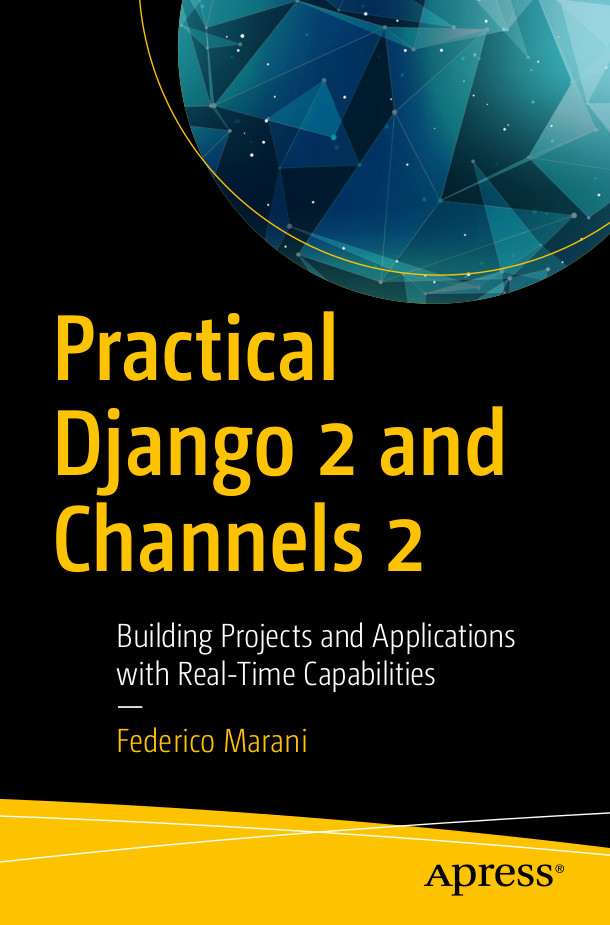 Practical
Django 2 and
Channels 2
Building Projects and Applications
with Real-Time Capabilities
—
Federico Marani
Apress®